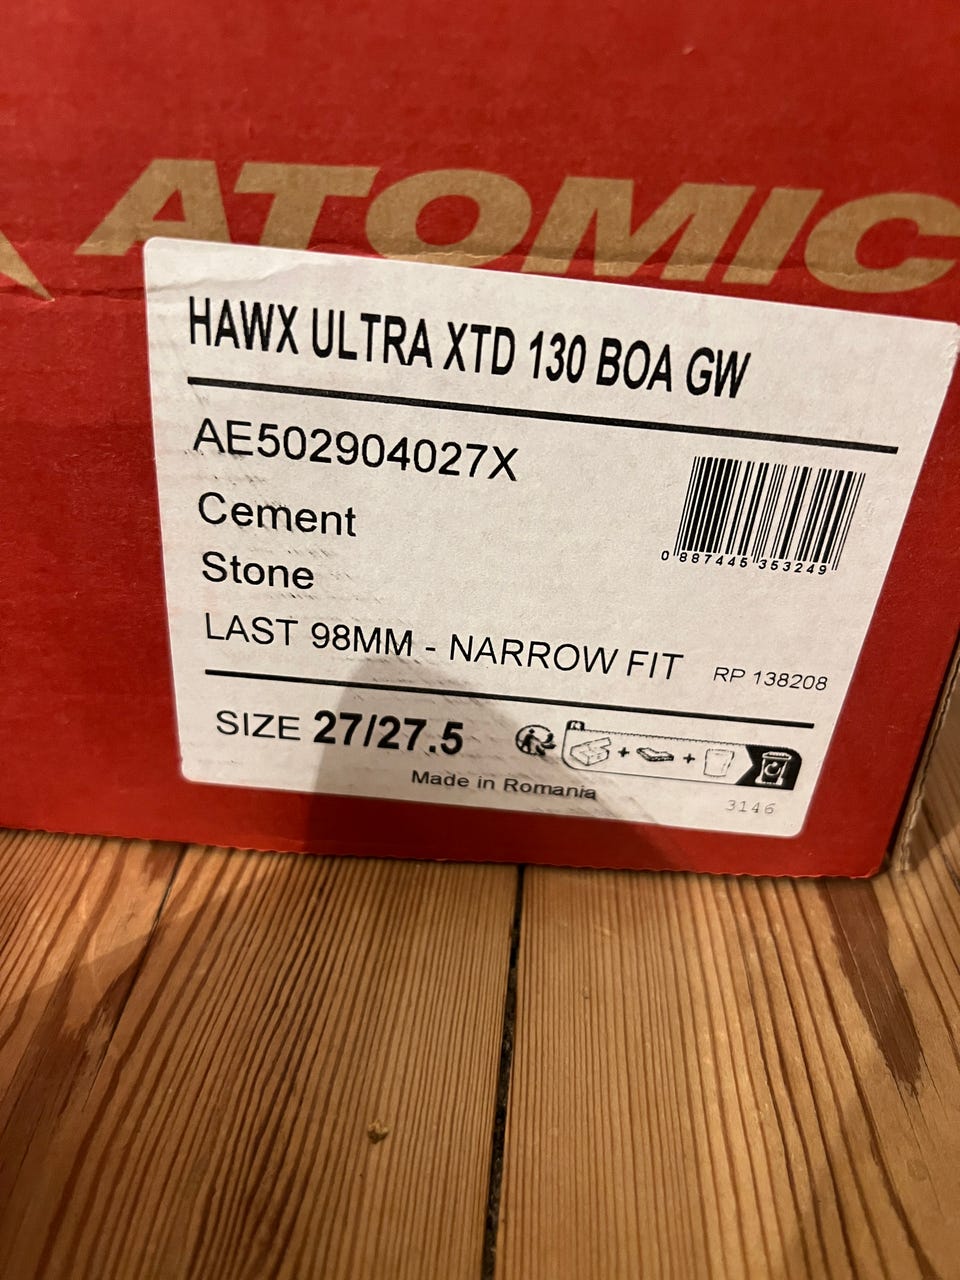 ATOMIC
HAWX ULTRA XTD 130 BOA GW
AE502904027X
Cement
Stone
0 887445 353249
LAST 98MM - NARROW FIT RP 138208
SIZE 27/27.5
Made in Romania
3146